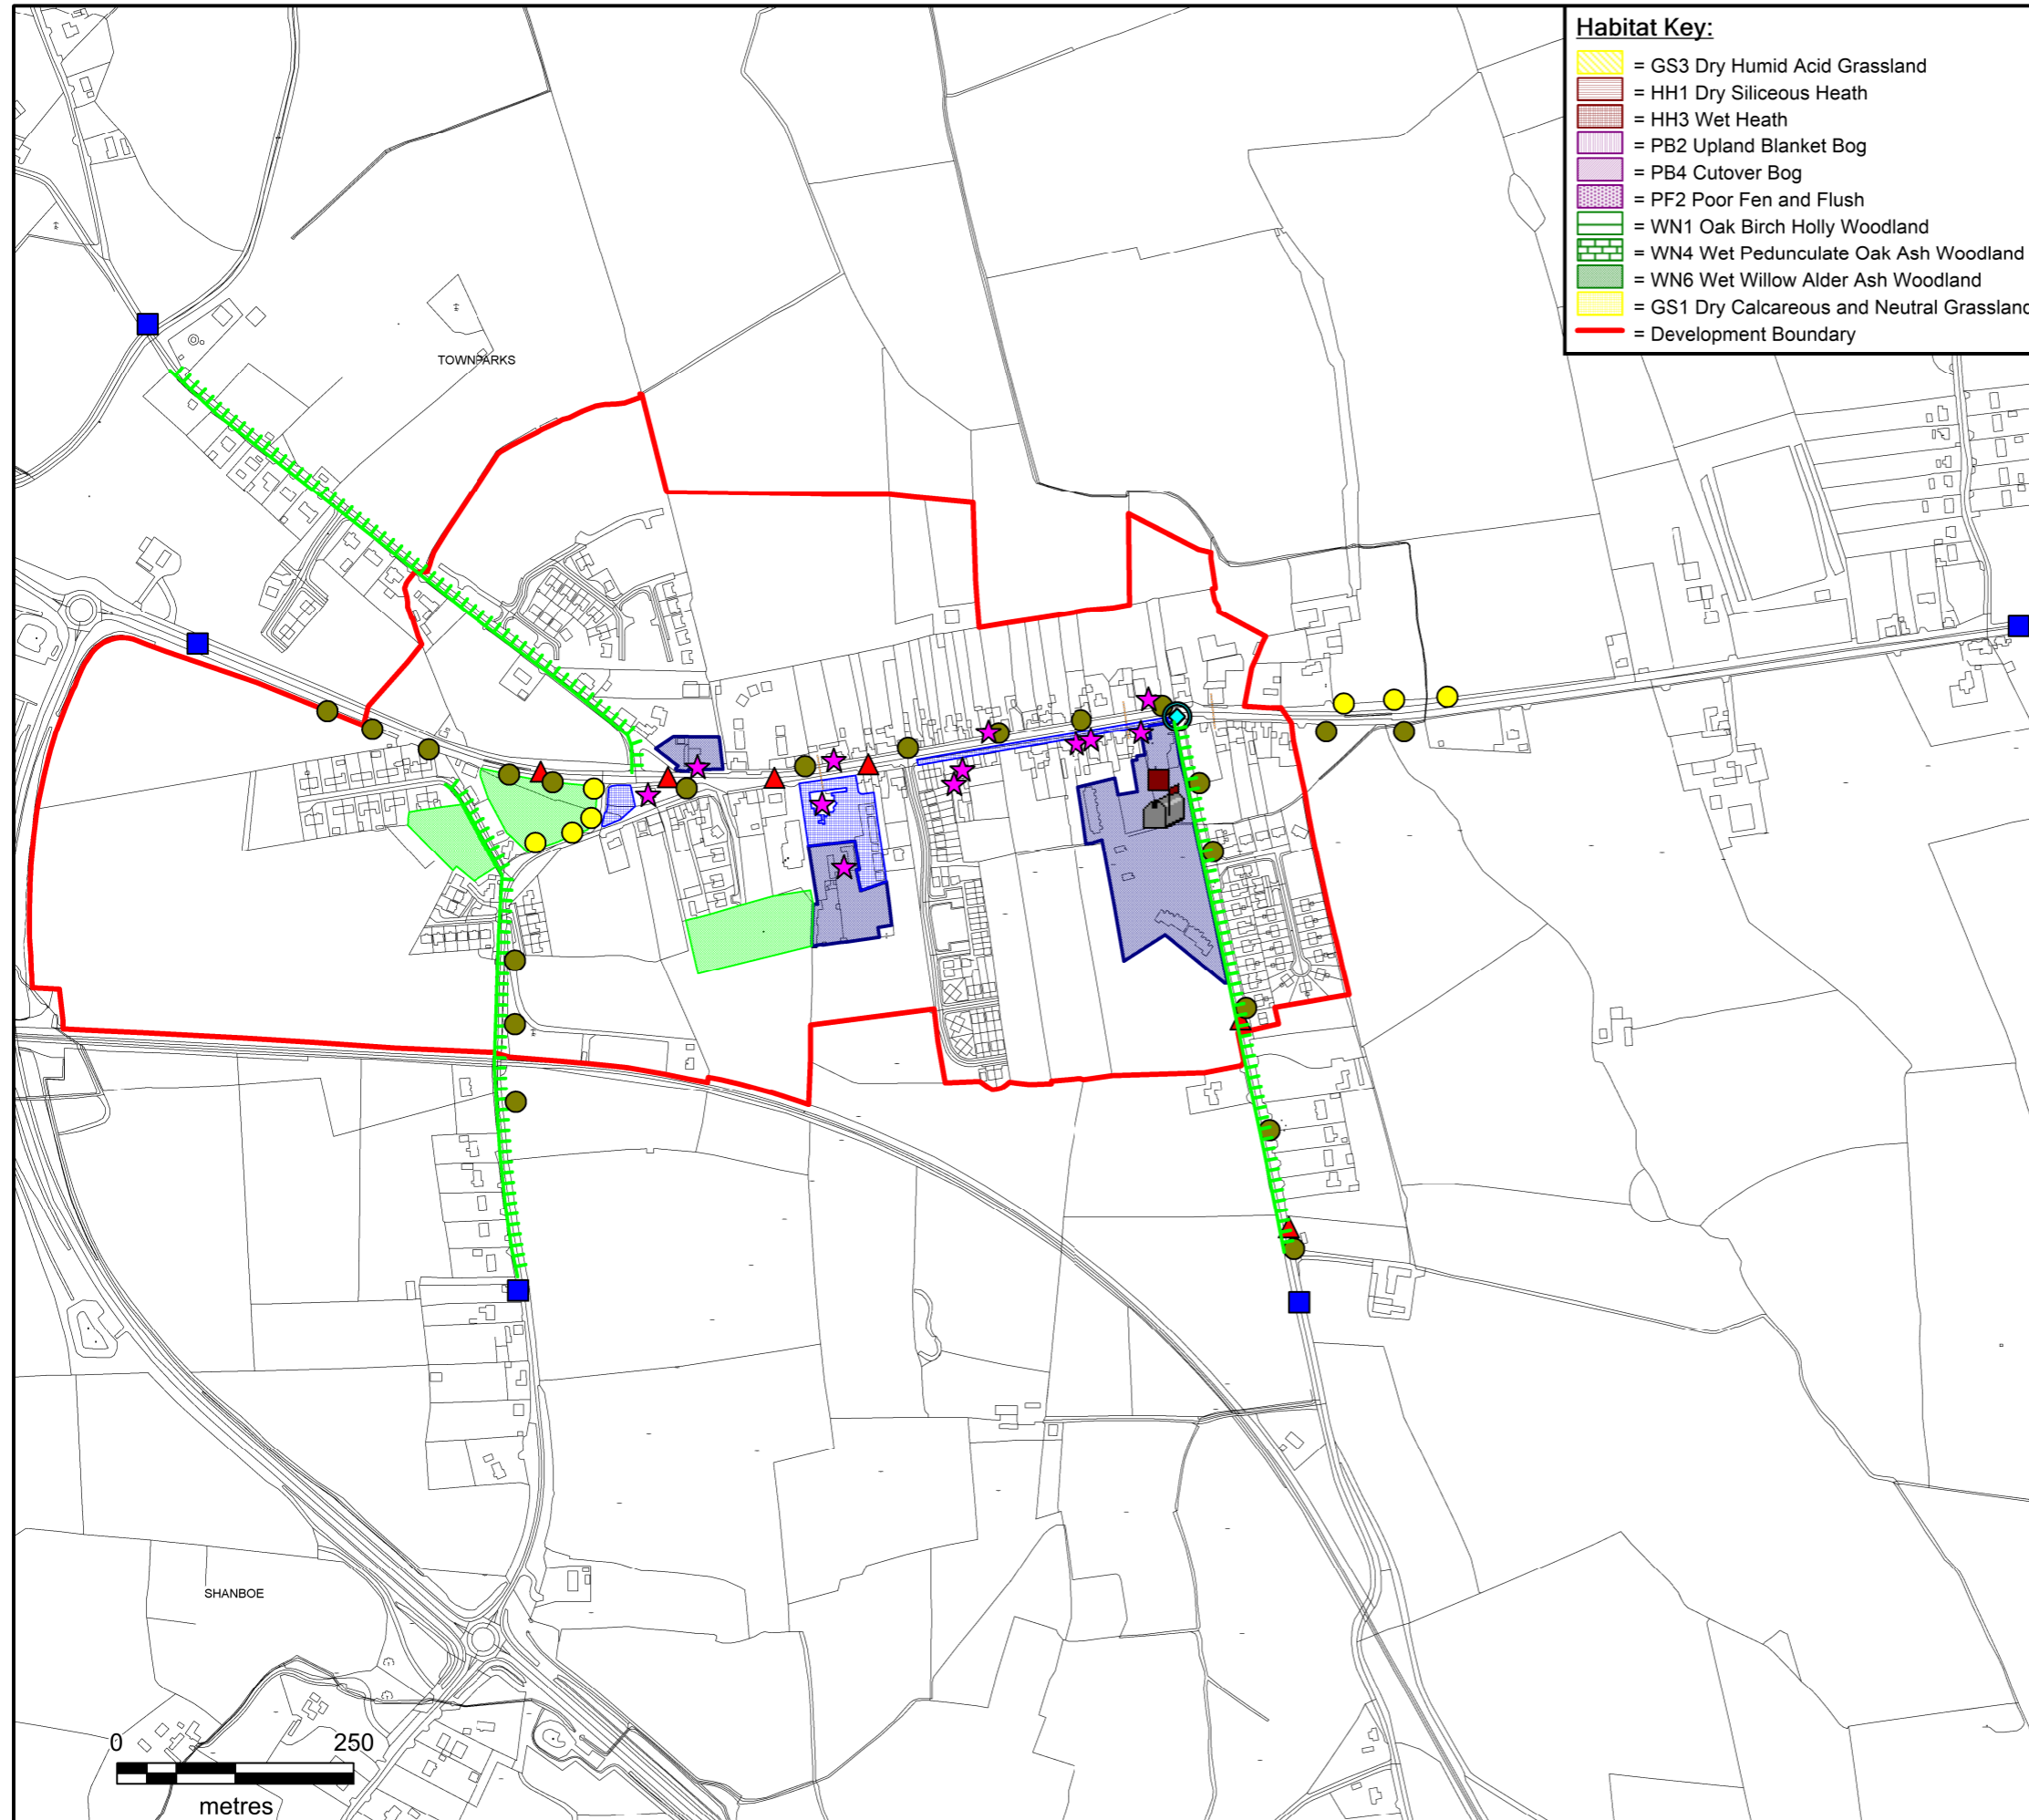 Habitat Key:
= GS3 Dry Humid Acid Grassland
= HH1 Dry Siliceous Heath
= HH3 Wet Heath
= PB2 Upland Blanket Bog
= PB4 Cutover Bog
= PF2 Poor Fen and Flush
= WN1 Oak Birch Holly Woodland
= WN4 Wet Pedunculate Oak Ash Woodland
= WN6 Wet Willow Alder Ash Woodland
= GS1 Dry Calcareous and Neutral Grassland
= Development Boundary
TOWNPARKS
SHANBOE
0 250
metres